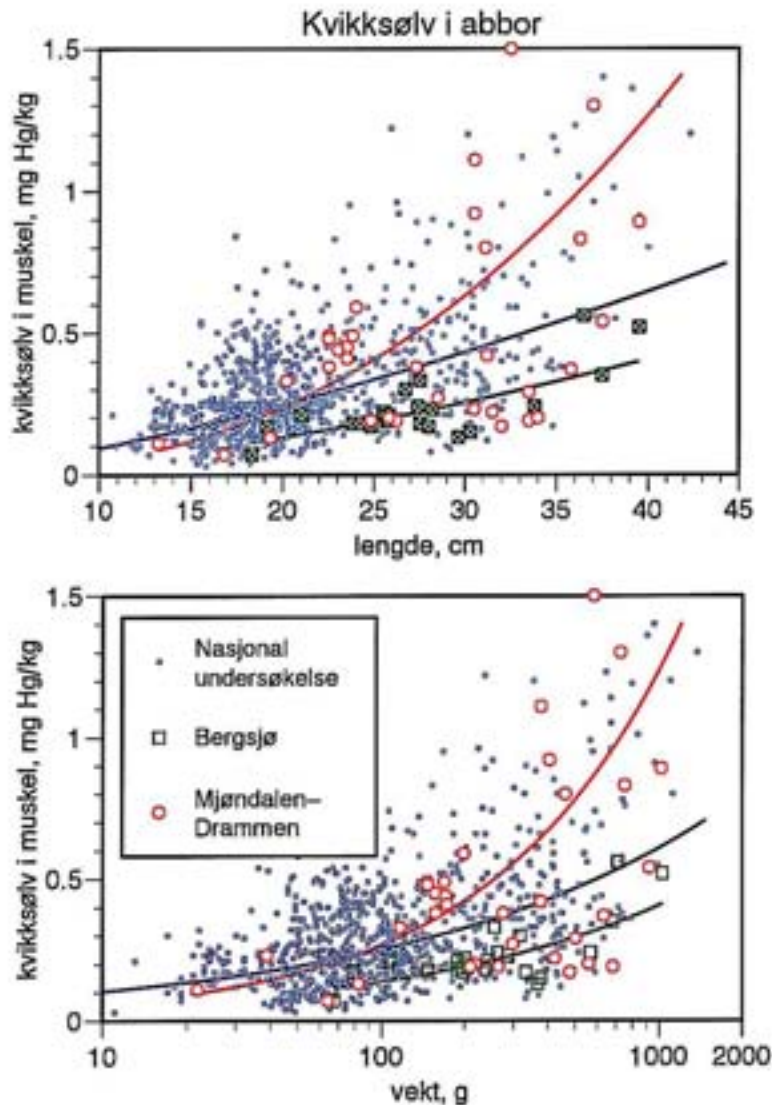 Kvikksølv i abbor
kvikksølv i muskel, mg Hg/kg
1.5
1
0.5
0
10 15 20 25 30 35 40 45
lengde, cm
kvikksølv i muskel, mg Hg/kg
1.5
1
0.5
0
Nasjonal
undersøkelse
Bergsjø
Mjøndalen–
Drammen
10 100 1000 2000
vekt, g